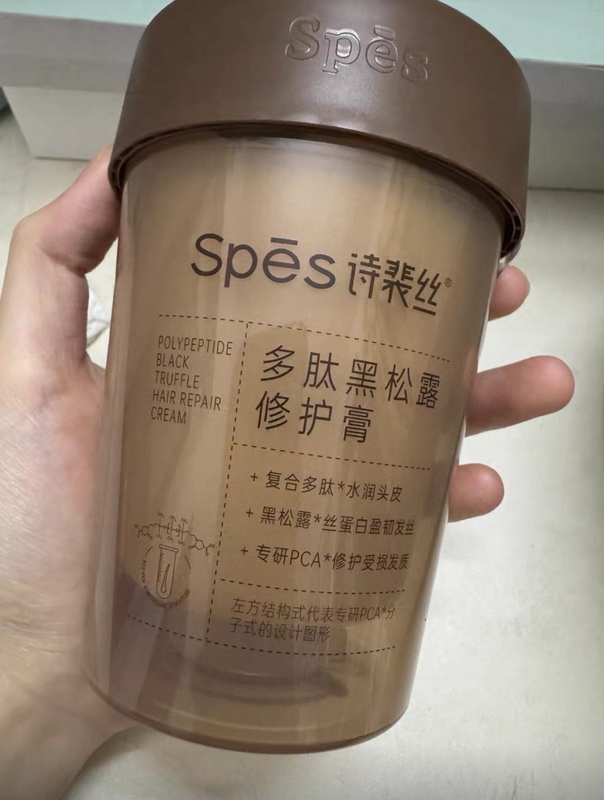 Spēs
Spēs诗裴丝®
POLYPEPTIDE
BLACK
TRUFFLE
HAIR REPAIR
CREAM
多肽黑松露
修护膏
+ 复合多肽*水润头皮
+ 黑松露*丝蛋白盈韧发丝
+ 专研PCA*修护受损发质
左方结构式代表专研PCA*分
子式的设计图形